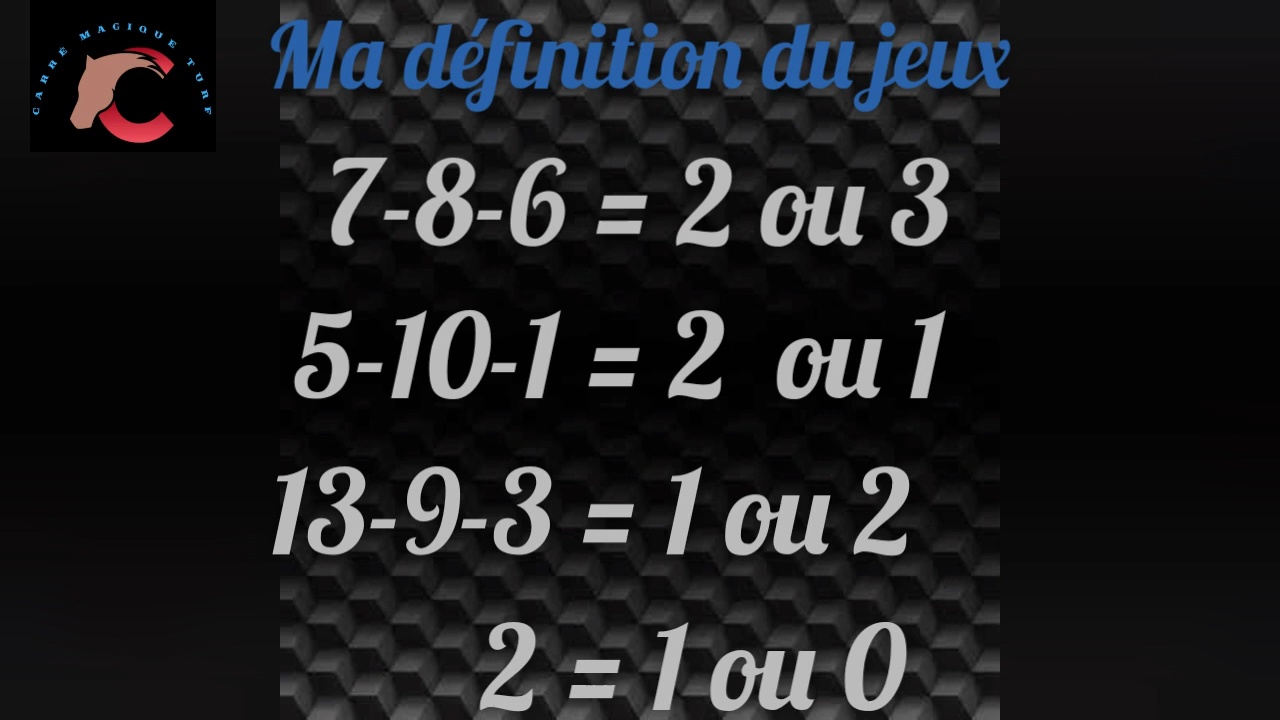 CARRÉ MAGIQUE TURF
Ma définition du jeux
7-8-6 = 2 ou 3
5-10-1 = 2 ou 1
13-9-3 = 1 ou 2
2 = 1 ou 0